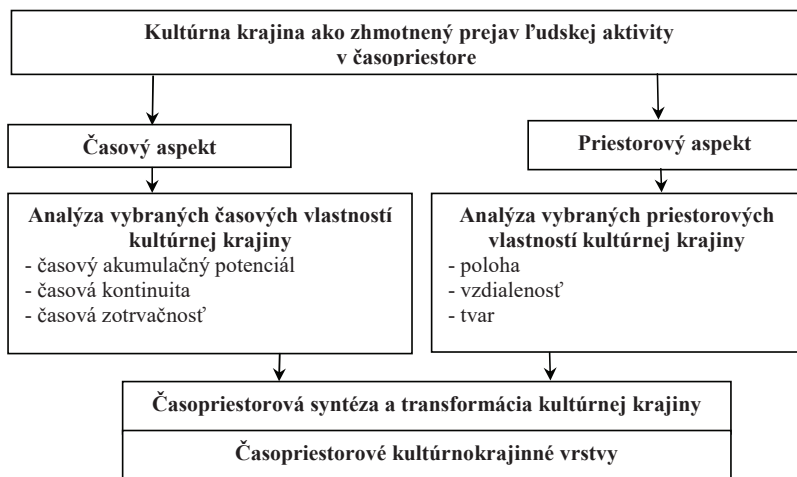 Kultúrna krajina ako zhmotnený prejav ľudskej aktivity
v časopriestore
Časový aspekt
Priestorový aspekt
Analýza vybraných časových vlastností
kultúrnej krajiny
- časový akumulačný potenciál
- časová kontinuita
- časová zotrvačnosť
Analýza vybraných priestorových
vlastností kultúrnej krajiny
- poloha
- vzdialenosť
- tvar
Časopriestorová syntéza a transformácia kultúrnej krajiny
Časopriestorové kultúrnokrajinné vrstvy